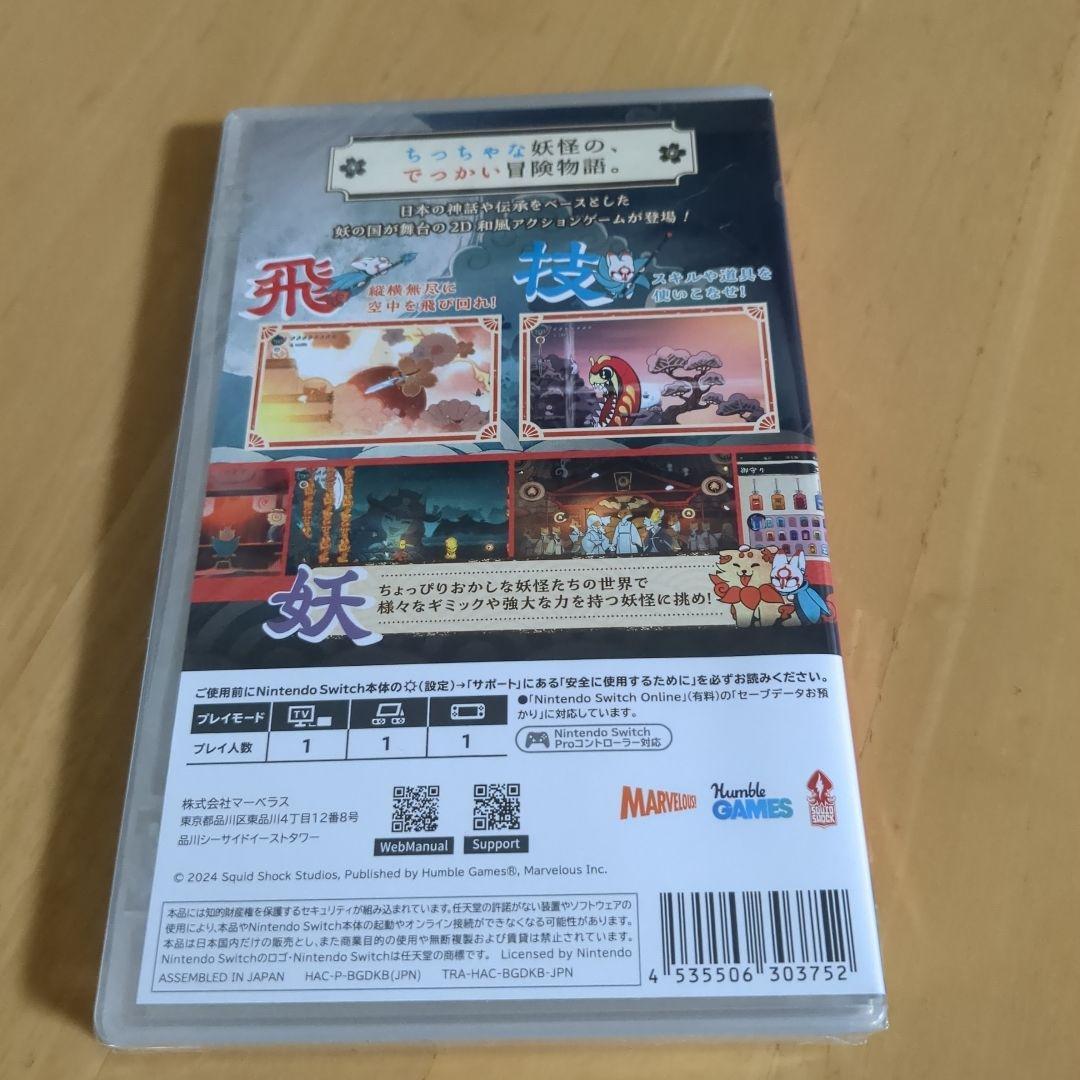 ちっちゃな妖怪の、
でっかい冒険物語。
日本の神話や伝承をベースとした
妖の国が舞台の2D 和風アクションゲームが登場!
飛
縦横無尽に
空中を飛び回れ!
技
スキルや道具を
使いこなせ!
妖
ちょっぴりおかしな妖怪たちの世界で
様々なギミックや強大な力を持つ妖怪に挑め!
ご使用前にNintendo Switch本体の(設定)→「サポート」にある「安全に使用するために」を必ずお読みください。
プレイモード
TV
プレイ人数
1
1
1
●「Nintendo Switch Online」(有料)の「セーブデータお預
かり」に対応しています。
Nintendo Switch
Proコントローラー対応
株式会社マーベラス
東京都品川区東品川4丁目12番8号
品川シーサイドイーストタワー
WebManual
Support
MARVELOUS!
Humble
GAMES
SQUID
SHOCK
© 2024 Squid Shock Studios, Published by Humble Games®, Marvelous Inc.
本品には知的財産権を保護するセキュリティが組み込まれています。任天堂の許諾がない装置やソフトウェアの
使用により、本品やNintendo Switch本体の起動やオンライン接続ができなくなる可能性があります。
本品は日本国内だけの販売とし、また商業目的の使用や無断複製および賃貸は禁止されています。
Nintendo Switchのロゴ・Nintendo Switchは任天堂の商標です。 Licensed by Nintendo
ASSEMBLED IN JAPAN HAC-P-BGDKB(JPN) TRA-HAC-BGDKB-JPN
4 535506 303752